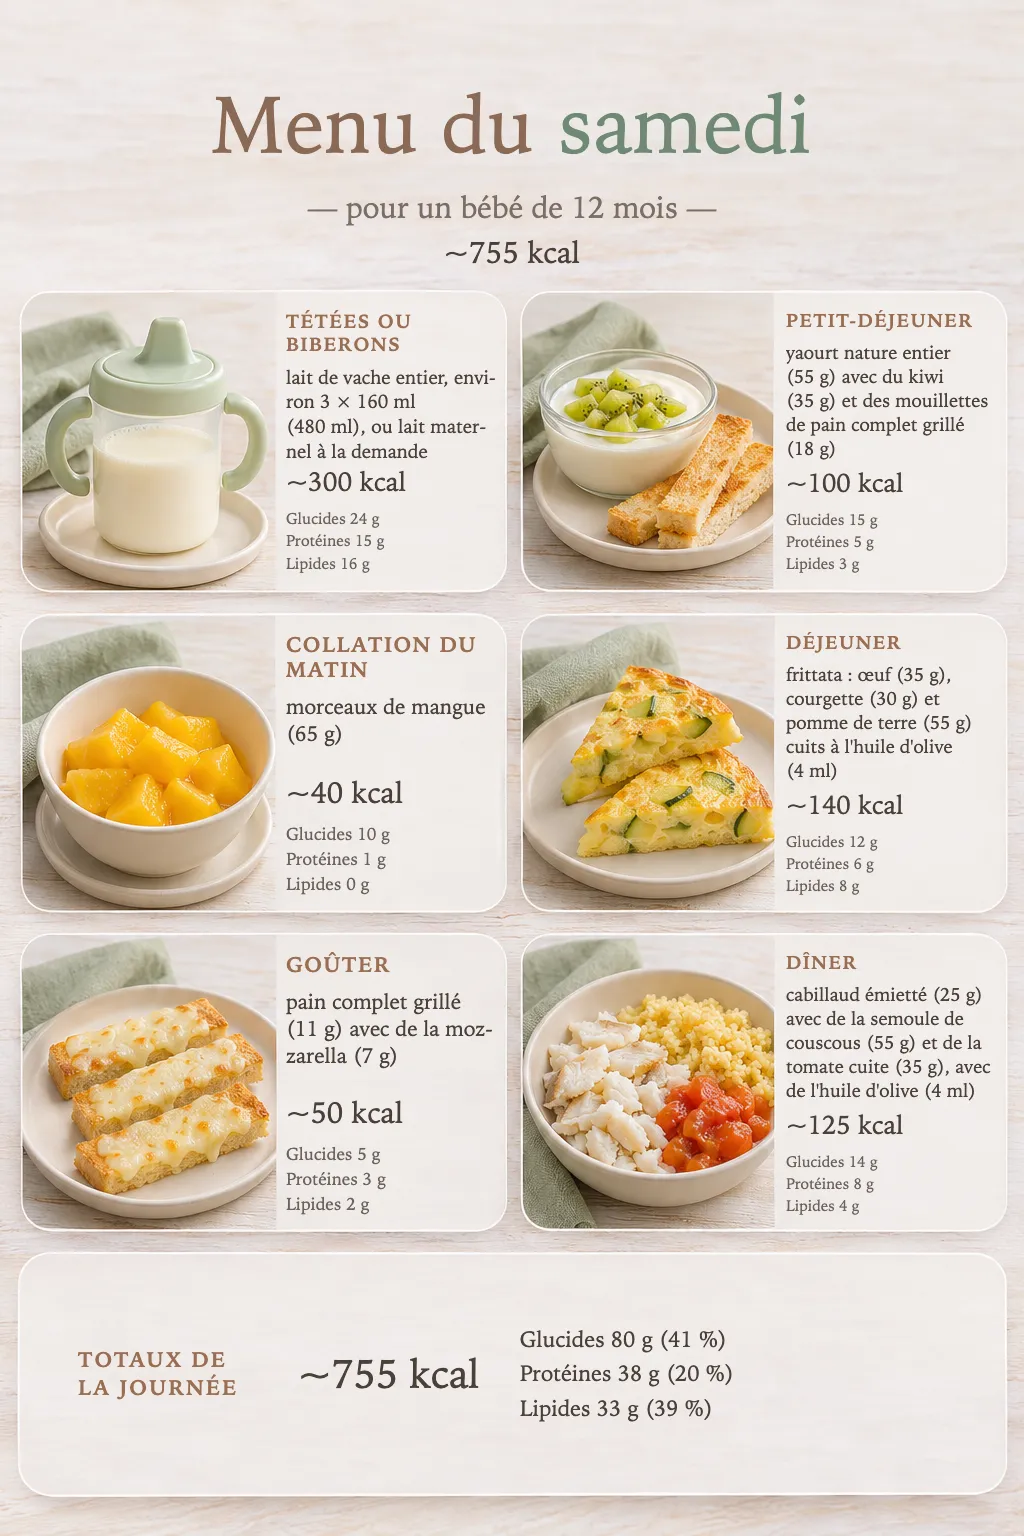 Menu du samedi
— pour un bébé de 12 mois —
~755 kcal
TÉTÉES OU
BIBERONS
lait de vache entier, envi-
ron 3 × 160 ml
(480 ml), ou lait mater-
nel à la demande
~300 kcal
Glucides 24 g
Protéines 15 g
Lipides 16 g
PETIT-DÉJEUNER
yaourt nature entier
(55 g) avec du kiwi
(35 g) et des mouillettes
de pain complet grillé
(18 g)
~100 kcal
Glucides 15 g
Protéines 5 g
Lipides 3 g
COLLATION DU
MATIN
morceaux de mangue
(65 g)
~40 kcal
Glucides 10 g
Protéines 1 g
Lipides 0 g
DÉJEUNER
frittata : œuf (35 g),
courgette (30 g) et
pomme de terre (55 g)
cuits à l'huile d'olive
(4 ml)
~140 kcal
Glucides 12 g
Protéines 6 g
Lipides 8 g
GOÛTER
pain complet grillé
(11 g) avec de la moz-
zarella (7 g)
~50 kcal
Glucides 5 g
Protéines 3 g
Lipides 2 g
DÎNER
cabillaud émietté (25 g)
avec de la semoule de
couscous (55 g) et de la
tomate cuite (35 g), avec
de l'huile d'olive (4 ml)
~125 kcal
Glucides 14 g
Protéines 8 g
Lipides 4 g
TOTAUX DE
LA JOURNÉE
~755 kcal
Glucides 80 g (41 %)
Protéines 38 g (20 %)
Lipides 33 g (39 %)